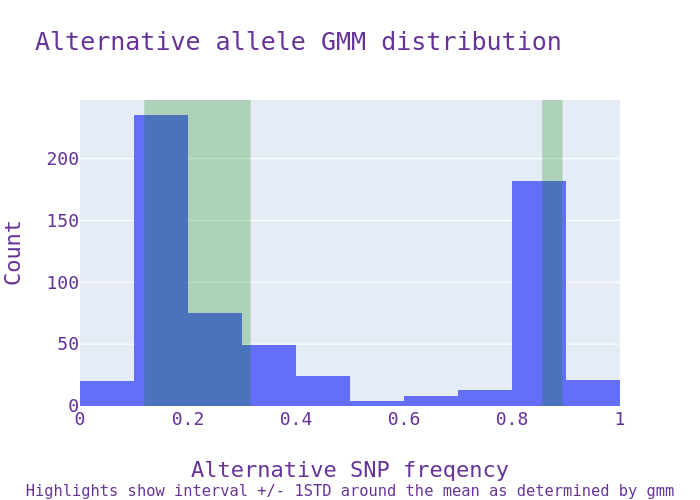 Alternative allele GMM distribution
Count
200
150
100
50
0
0 0.2 0.4 0.6 0.8 1
Alternative SNP freqency
Highlights show interval +/- 1STD around the mean as determined by gmm